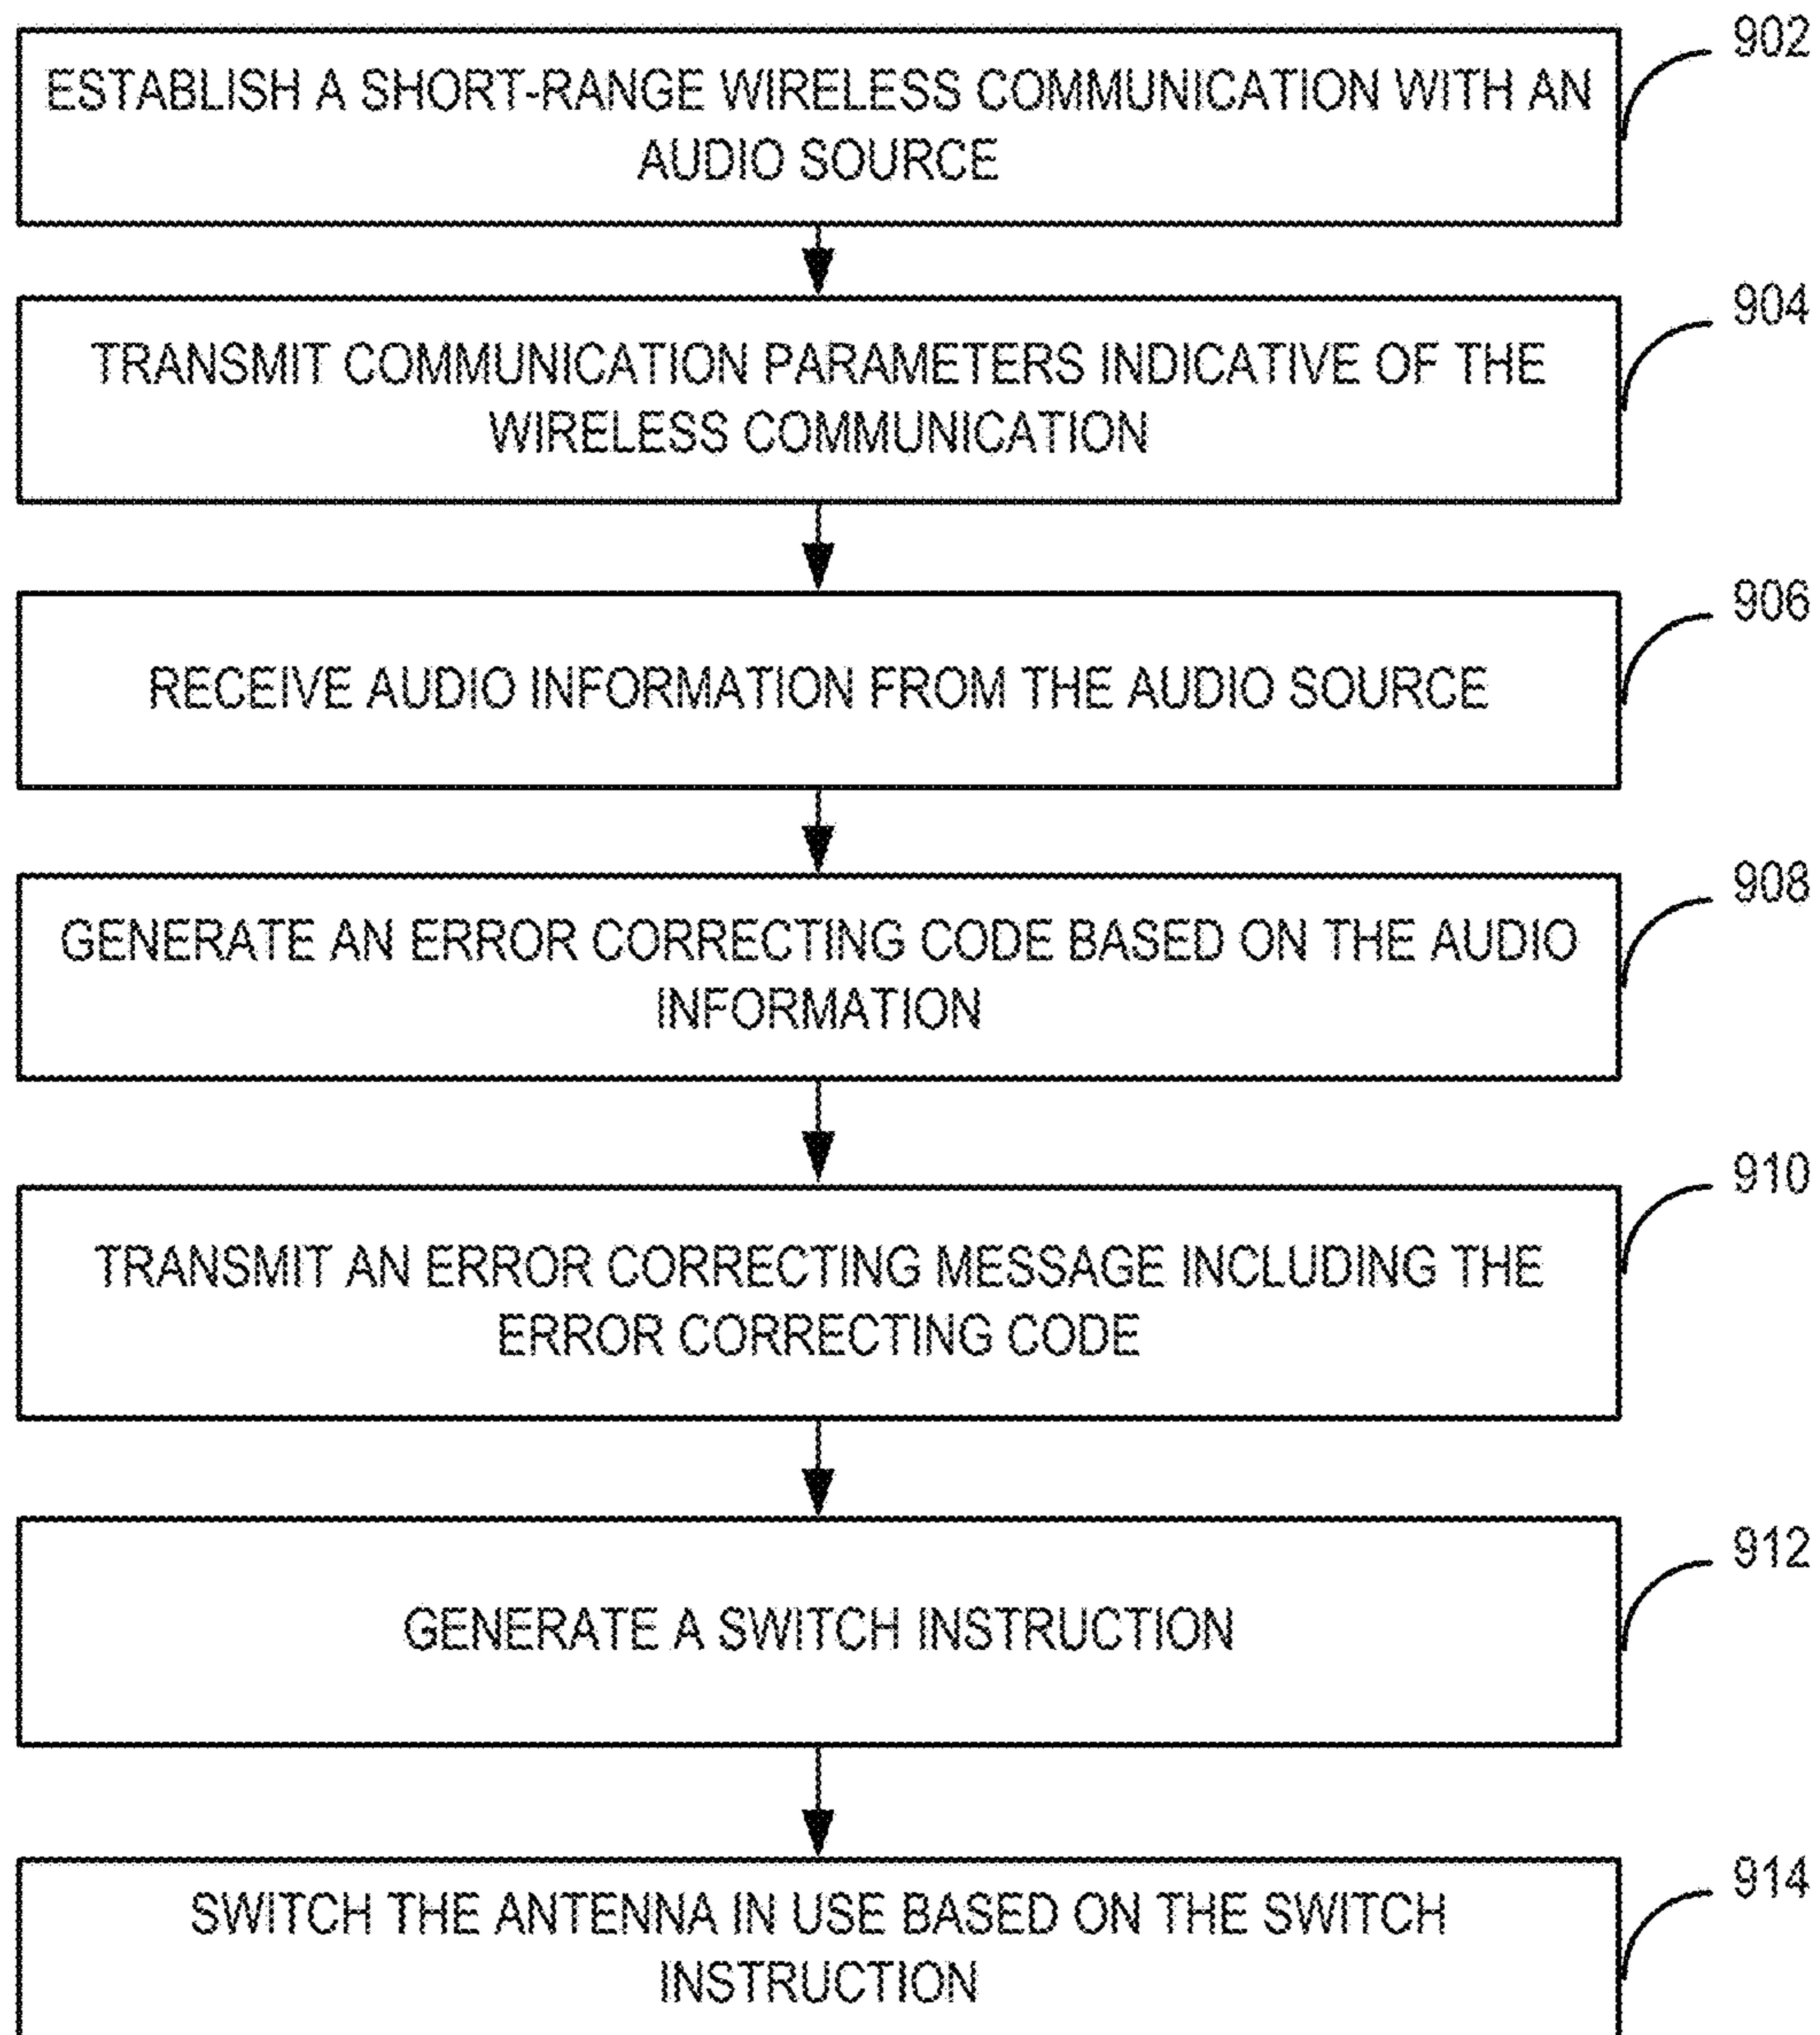 902
ESTABLISH A SHORT-RANGE WIRELESS COMMUNICATION WITH AN
AUDIO SOURCE
904
TRANSMIT COMMUNICATION PARAMETERS INDICATIVE OF THE
WIRELESS COMMUNICATION
906
RECEIVE AUDIO INFORMATION FROM THE AUDIO SOURCE
908
GENERATE AN ERROR CORRECTING CODE BASED ON THE AUDIO
INFORMATION
910
TRANSMIT AN ERROR CORRECTING MESSAGE INCLUDING THE
ERROR CORRECTING CODE
912
GENERATE A SWITCH INSTRUCTION
914
SWITCH THE ANTENNA IN USE BASED ON THE SWITCH
INSTRUCTION